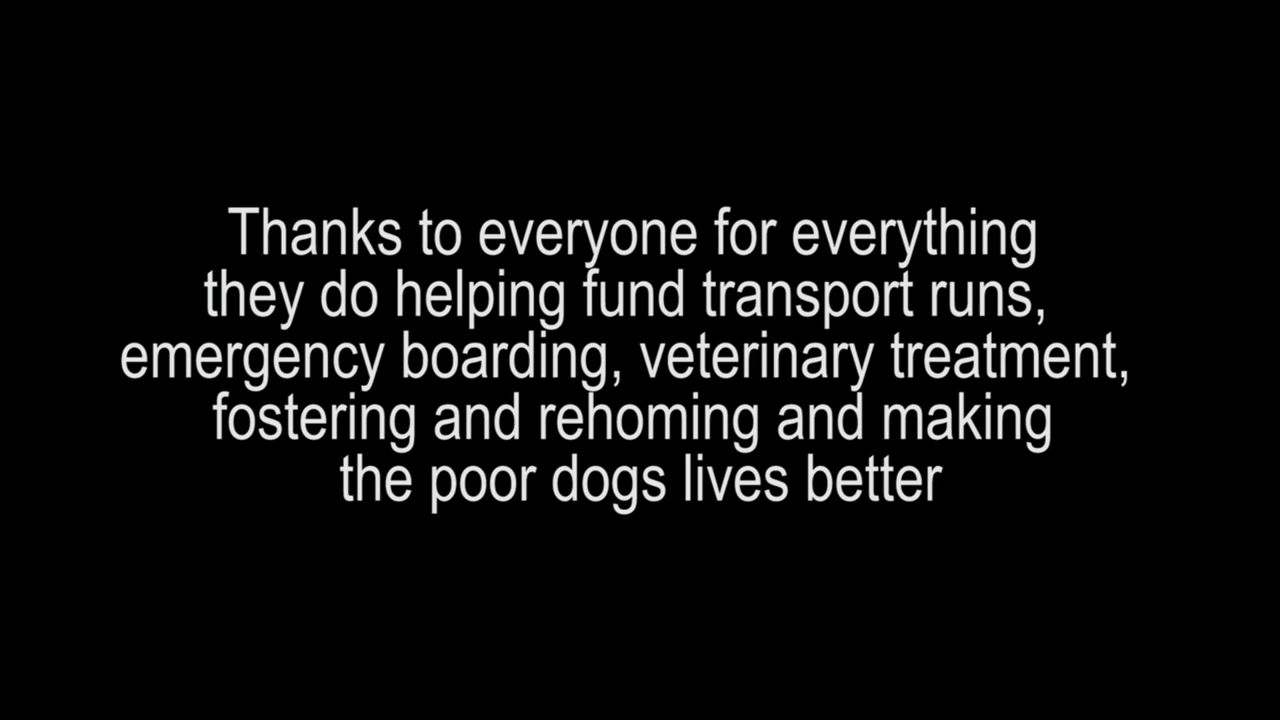 Thanks to everyone for everything
they do helping fund transport runs,
emergency boarding, veterinary treatment,
fostering and rehoming and making
the poor dogs lives better